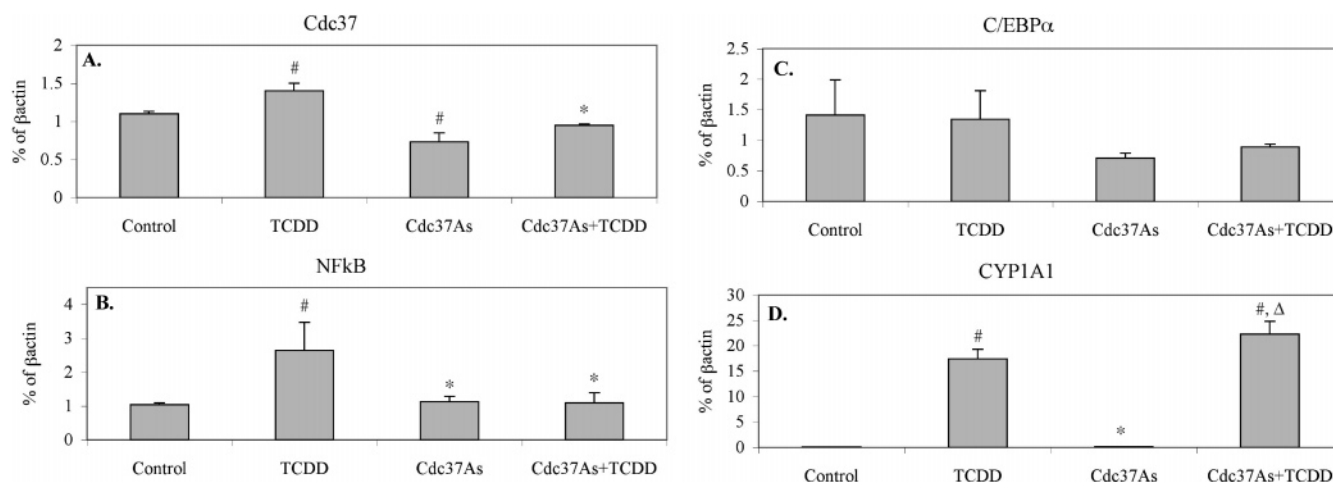 Cdc37
A.
% of βactin
2
1.5
1
0.5
0
#
#
*
Control TCDD Cdc37As Cdc37As+TCDD
NFkB
B.
% of βactin
4
3
2
1
0
#
*
*
Control TCDD Cdc37As Cdc37As+TCDD
C/EBPα
C.
% of βactin
2.5
2
1.5
1
0.5
0
Control TCDD Cdc37As Cdc37As+TCDD
CYP1A1
D.
% of βactin
30
25
20
15
10
5
0
#
*
#, Δ
Control TCDD Cdc37As Cdc37As+TCDD